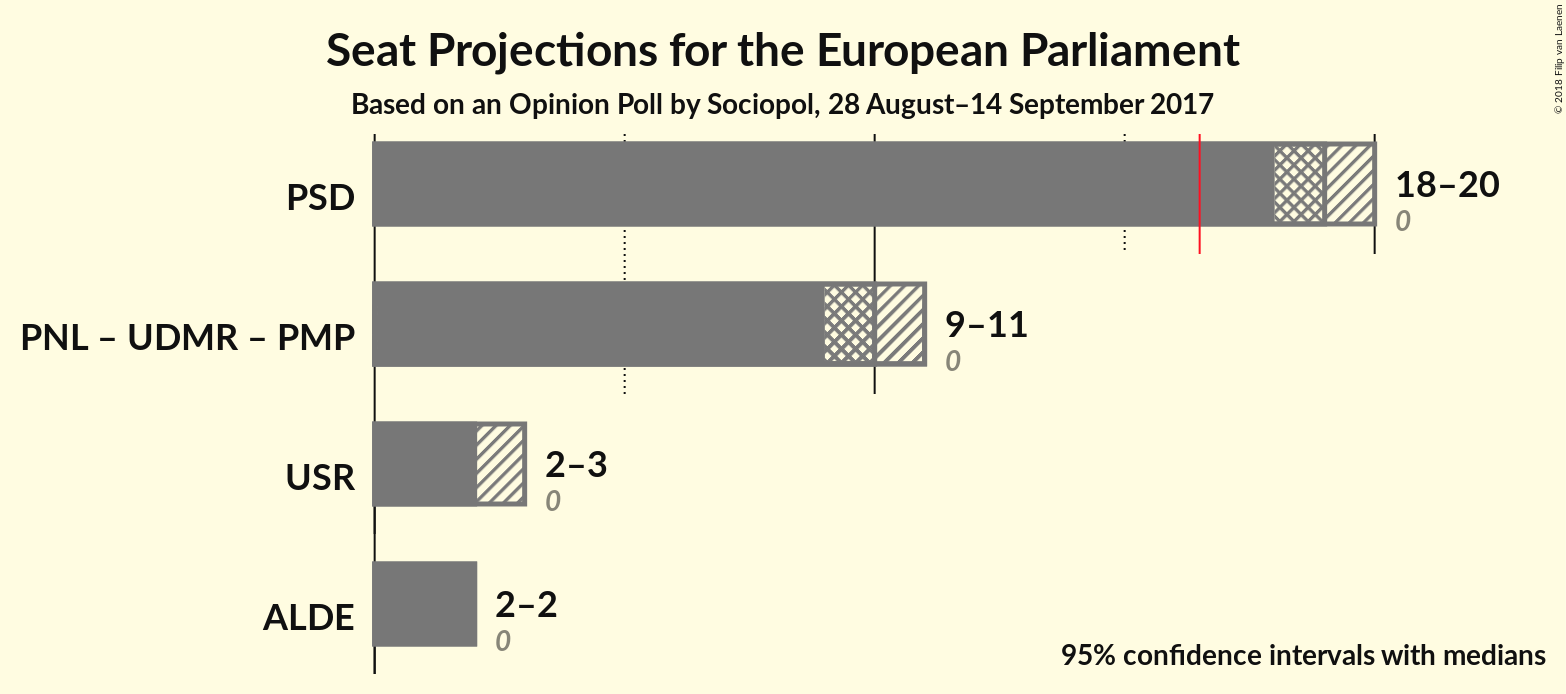 Seat Projections for the European Parliament
Based on an Opinion Poll by Sociopol, 28 August–14 September 2017
© 2018 Filip van Laenen
PSD
18–20
0
PNL – UDMR – PMP
9–11
0
USR
2–3
0
ALDE
2–2
0
95% confidence intervals with medians